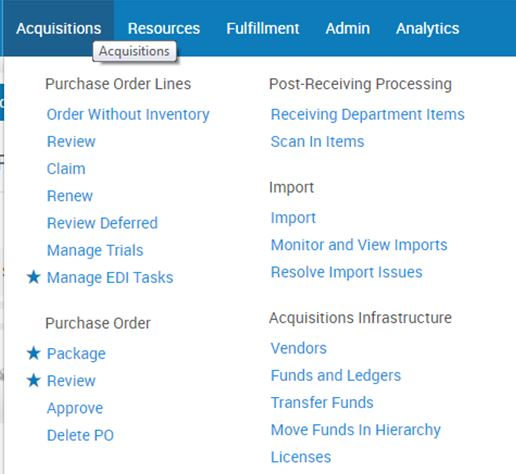 Acquisitions Resources Fulfillment Admin Analytics
Acquisitions
Purchase Order Lines
Order Without Inventory
Review
Claim
Renew
Review Deferred
Manage Trials
Manage EDI Tasks
Purchase Order
Package
Review
Approve
Delete PO
Post-Receiving Processing
Receiving Department Items
Scan In Items
Import
Import
Monitor and View Imports
Resolve Import Issues
Acquisitions Infrastructure
Vendors
Funds and Ledgers
Transfer Funds
Move Funds In Hierarchy
Licenses